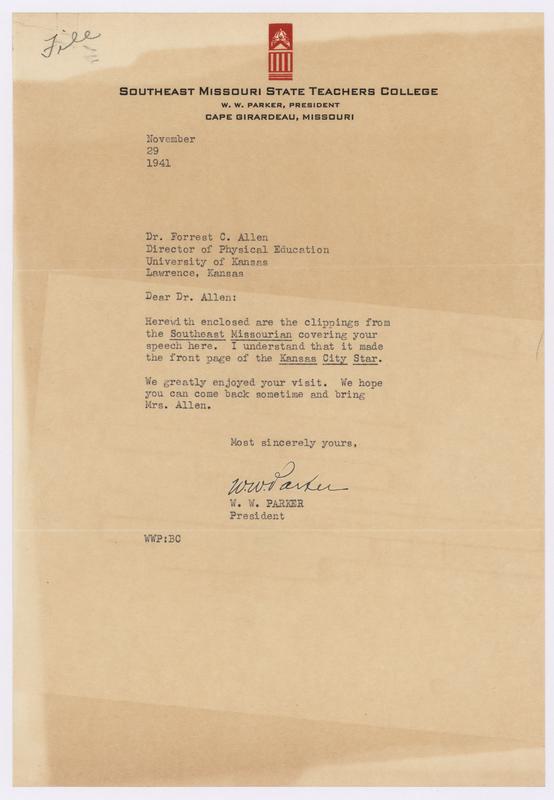 File
SOUTHEAST MISSOURI STATE TEACHERS COLLEGE
W. W. PARKER, PRESIDENT
CAPE GIRARDEAU, MISSOURI
November
29
1941
Dr. Forrest C. Allen
Director of Physical Education
University of Kansas
Lawrence, Kansas
Dear Dr. Allen:
Herewith enclosed are the clippings from
the Southeast Missourian covering your
speech here. I understand that it made
the front page of the Kansas City Star.
We greatly enjoyed your visit. We hope
you can come back sometime and bring
Mrs. Allen.
Most sincerely yours,
W.W. Parker
W. W. PARKER
President
WWP:BC